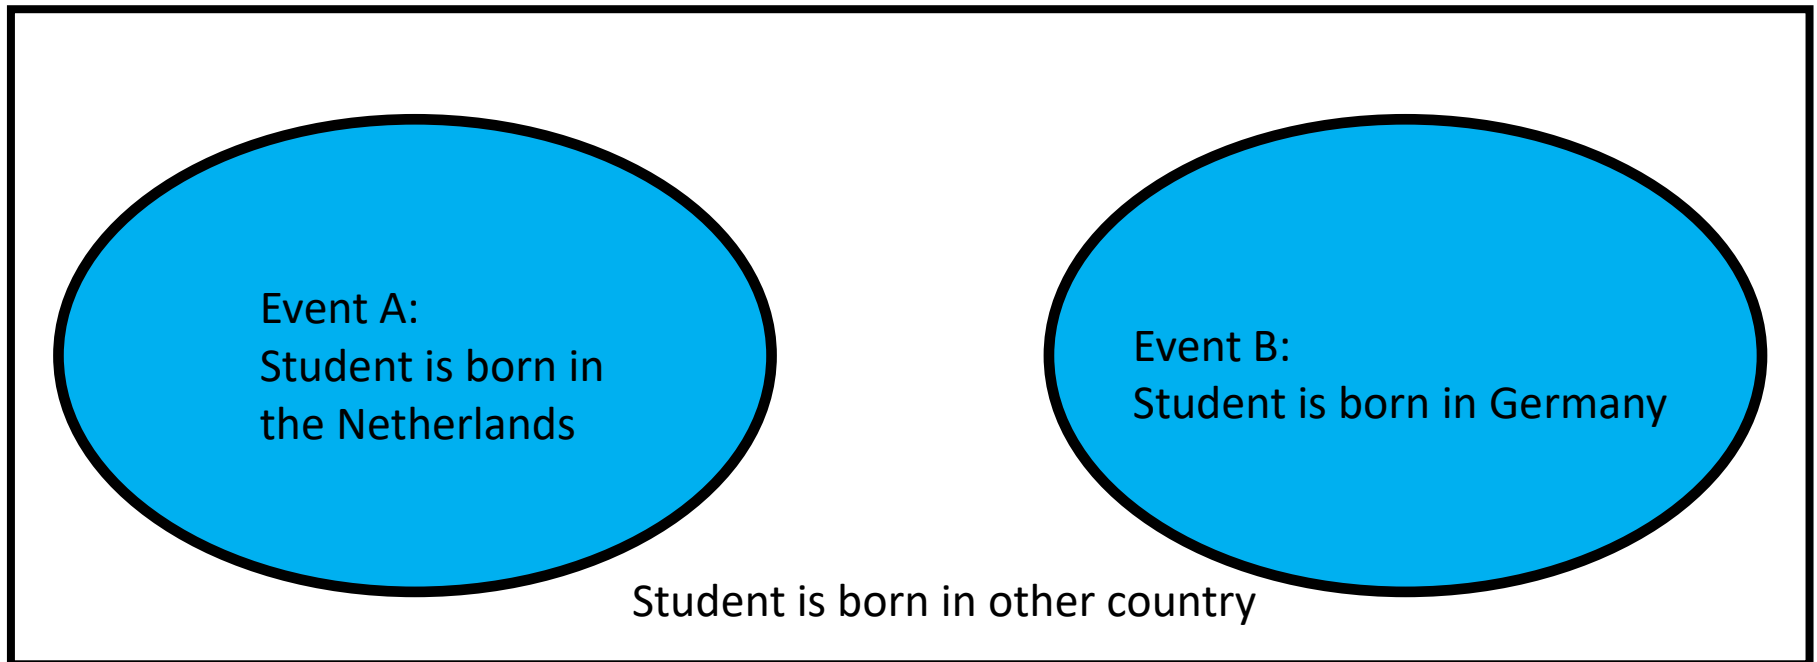 Event A:
Student is born in
the Netherlands
Event B:
Student is born in Germany
Student is born in other country